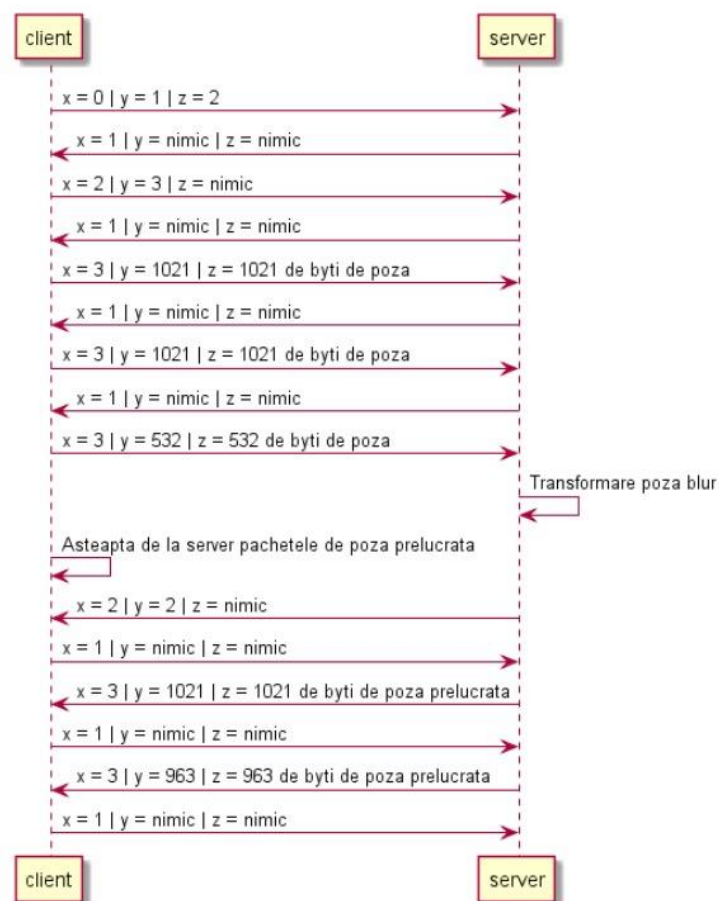 client server
x = 0 | y = 1 | z = 2
x = 1 | y = nimic | z = nimic
x = 2 | y = 3 | z = nimic
x = 1 | y = nimic | z = nimic
x = 3 | y = 1021 | z = 1021 de byti de poza
x = 1 | y = nimic | z = nimic
x = 3 | y = 1021 | z = 1021 de byti de poza
x = 1 | y = nimic | z = nimic
x = 3 | y = 532 | z = 532 de byti de poza
Transformare poza blur
Asteapta de la server pachetele de poza prelucrata
x = 2 | y = 2 | z = nimic
x = 1 | y = nimic | z = nimic
x = 3 | y = 1021 | z = 1021 de byti de poza prelucrata
x = 1 | y = nimic | z = nimic
x = 3 | y = 963 | z = 963 de byti de poza prelucrata
x = 1 | y = nimic | z = nimic
client server